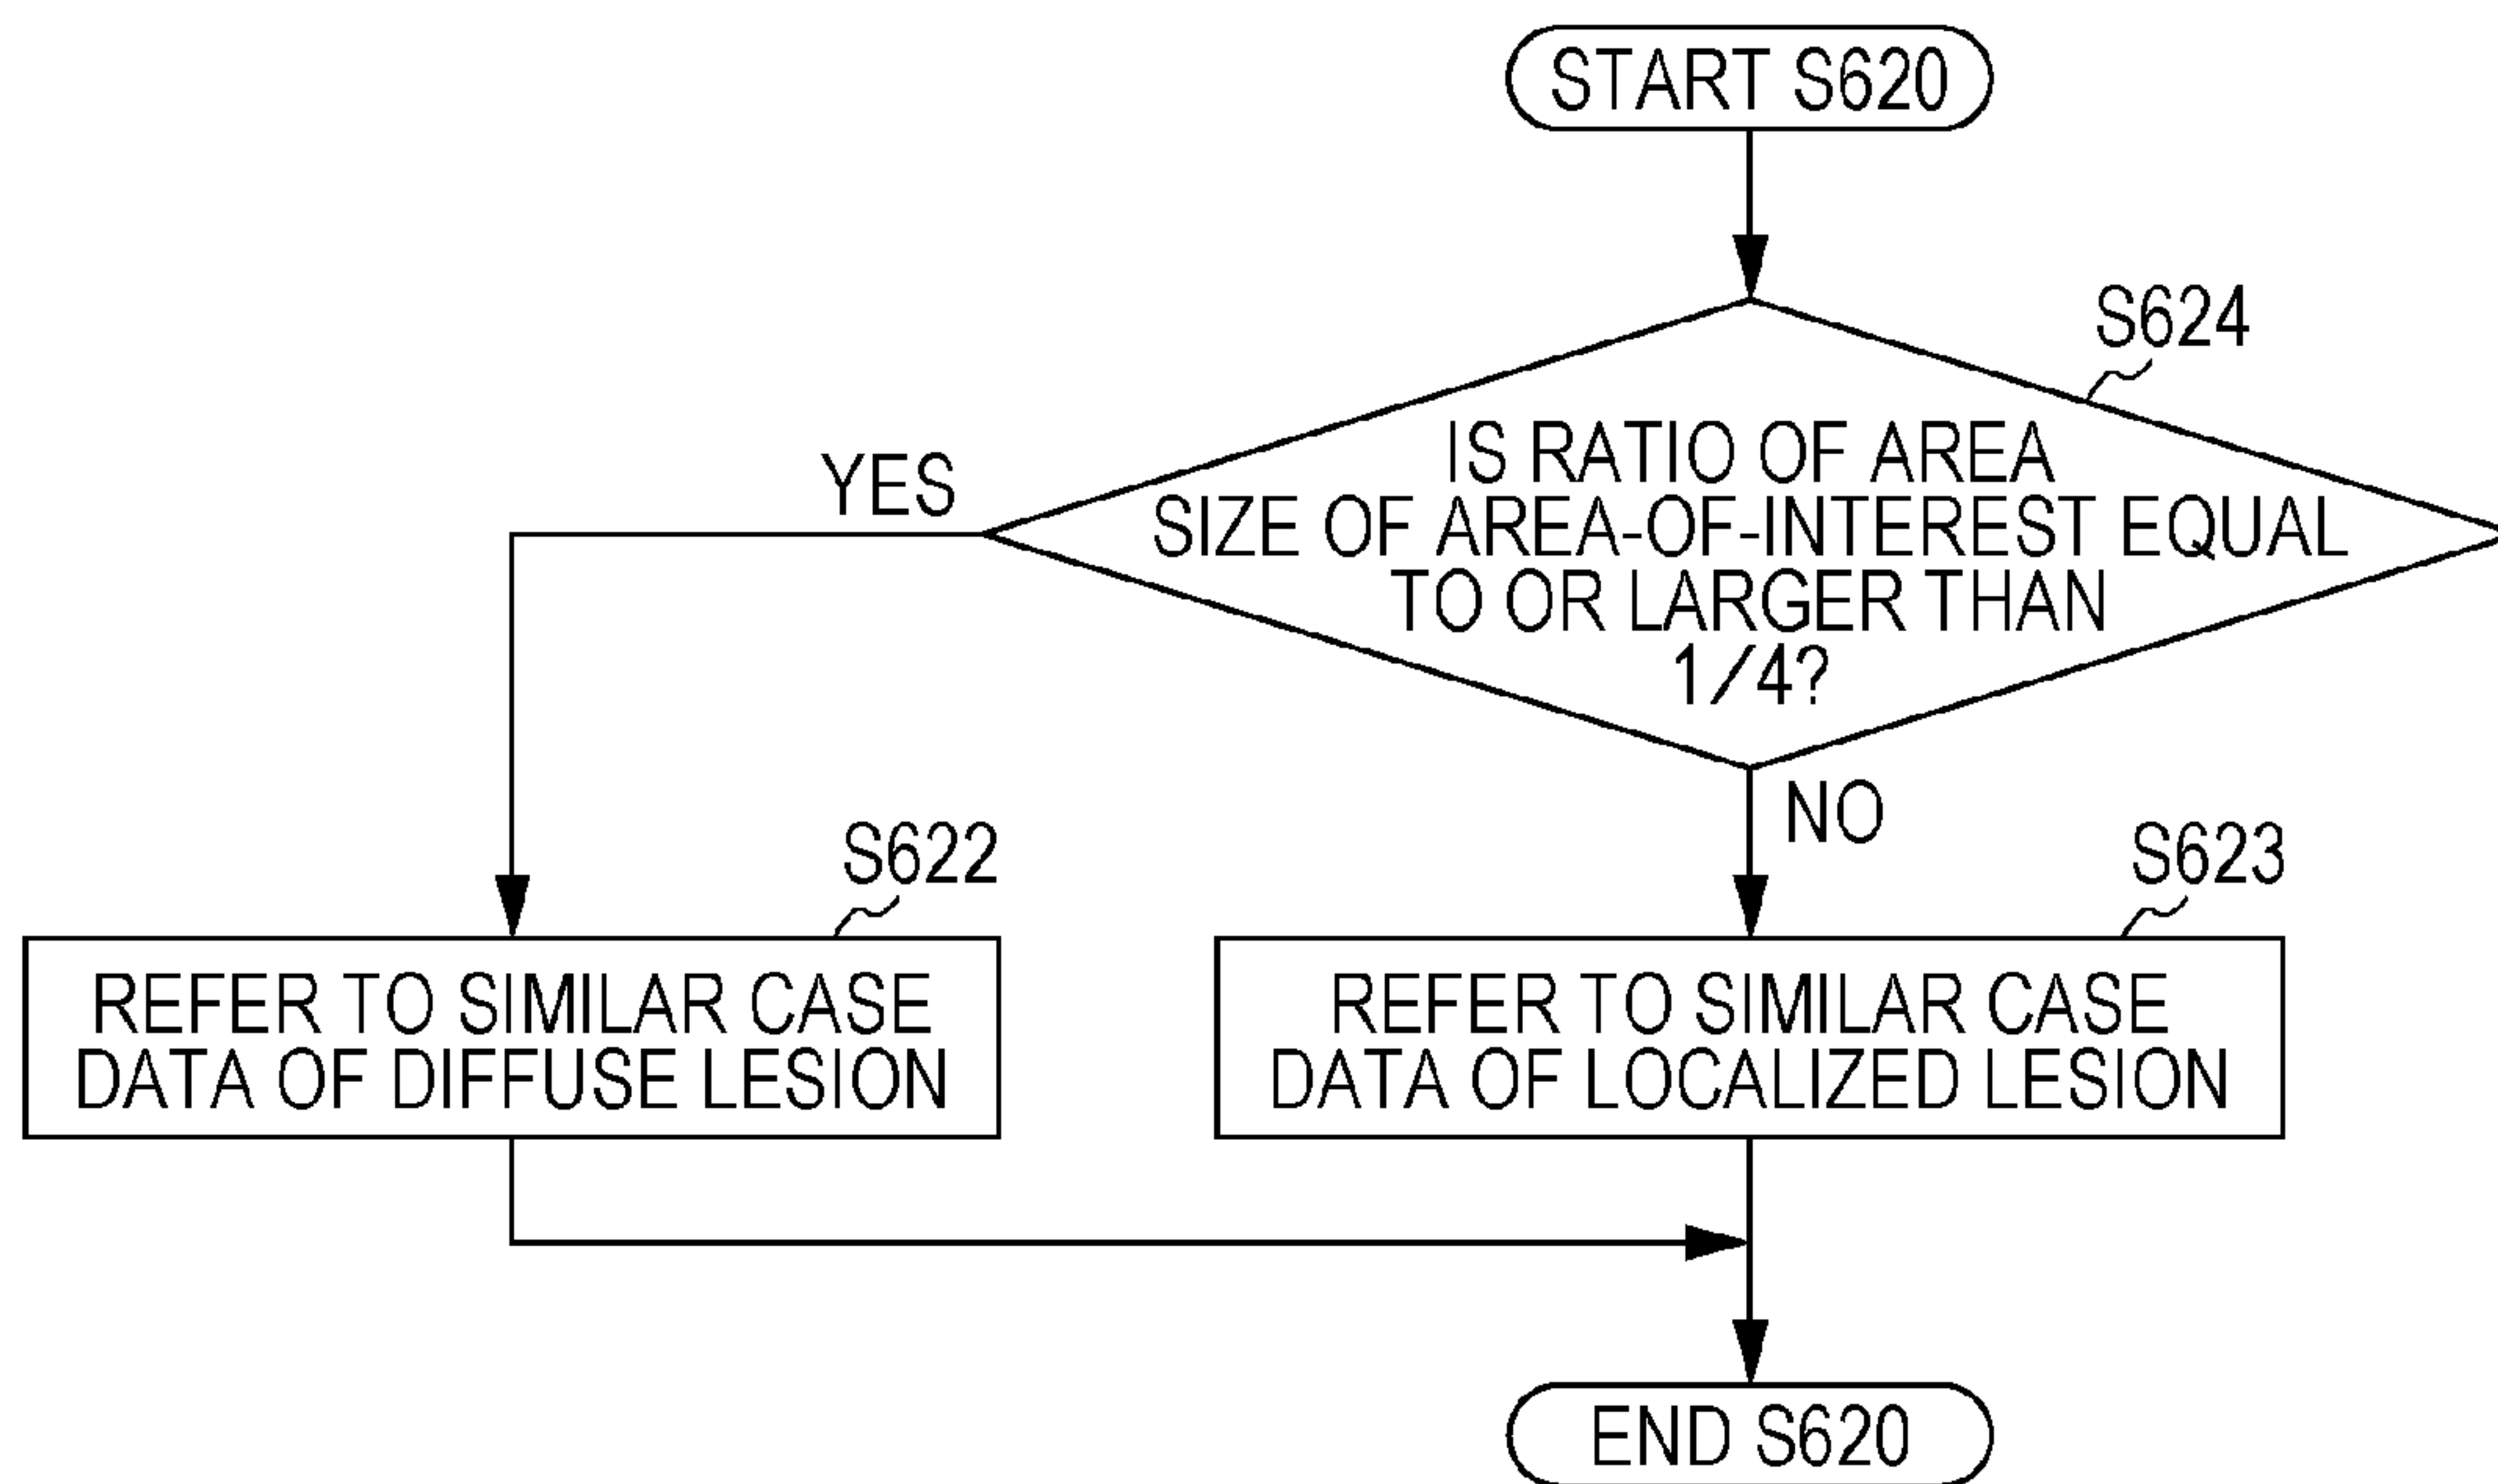 START S620
S624
IS RATIO OF AREA
SIZE OF AREA-OF-INTEREST EQUAL
TO OR LARGER THAN
1/4?
YES
NO
S622
REFER TO SIMILAR CASE
DATA OF DIFFUSE LESION
S623
REFER TO SIMILAR CASE
DATA OF LOCALIZED LESION
END S620